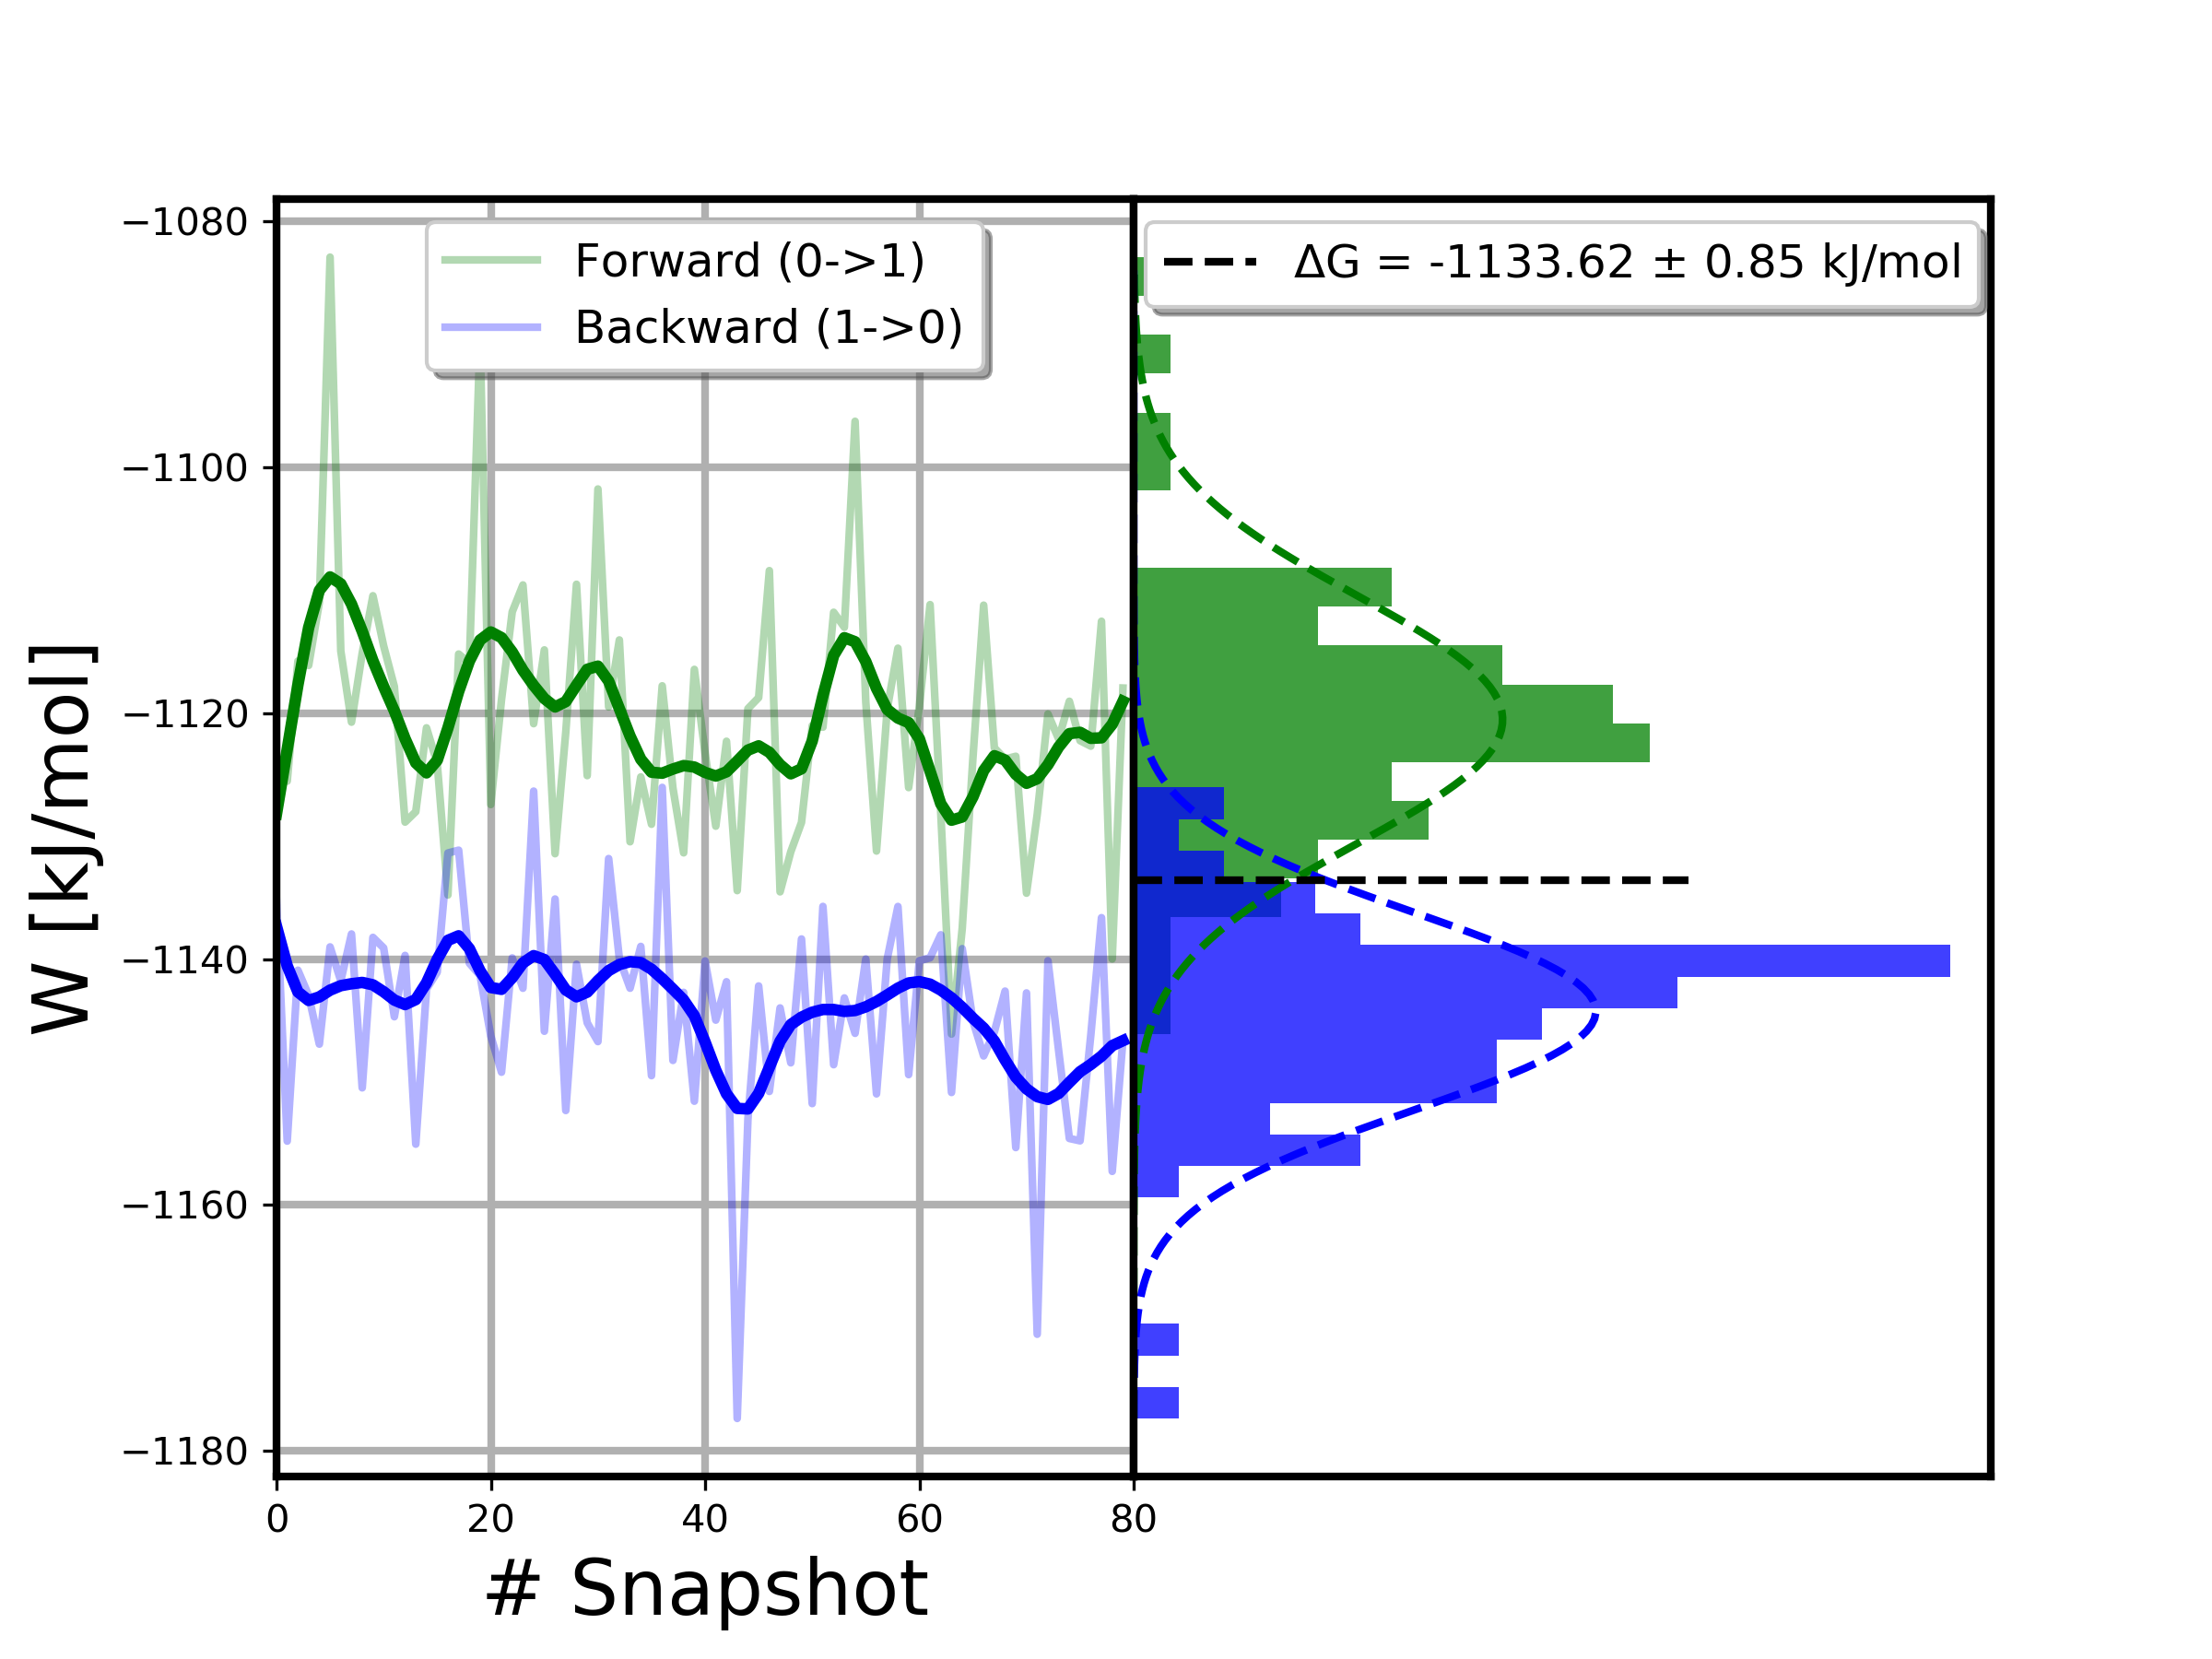 Forward (0->1)
Backward (1->0)
ΔG = -1133.62 ± 0.85 kJ/mol
W [kJ/mol]
−1080
−1100
−1120
−1140
−1160
−1180
0 20 40 60 80
# Snapshot